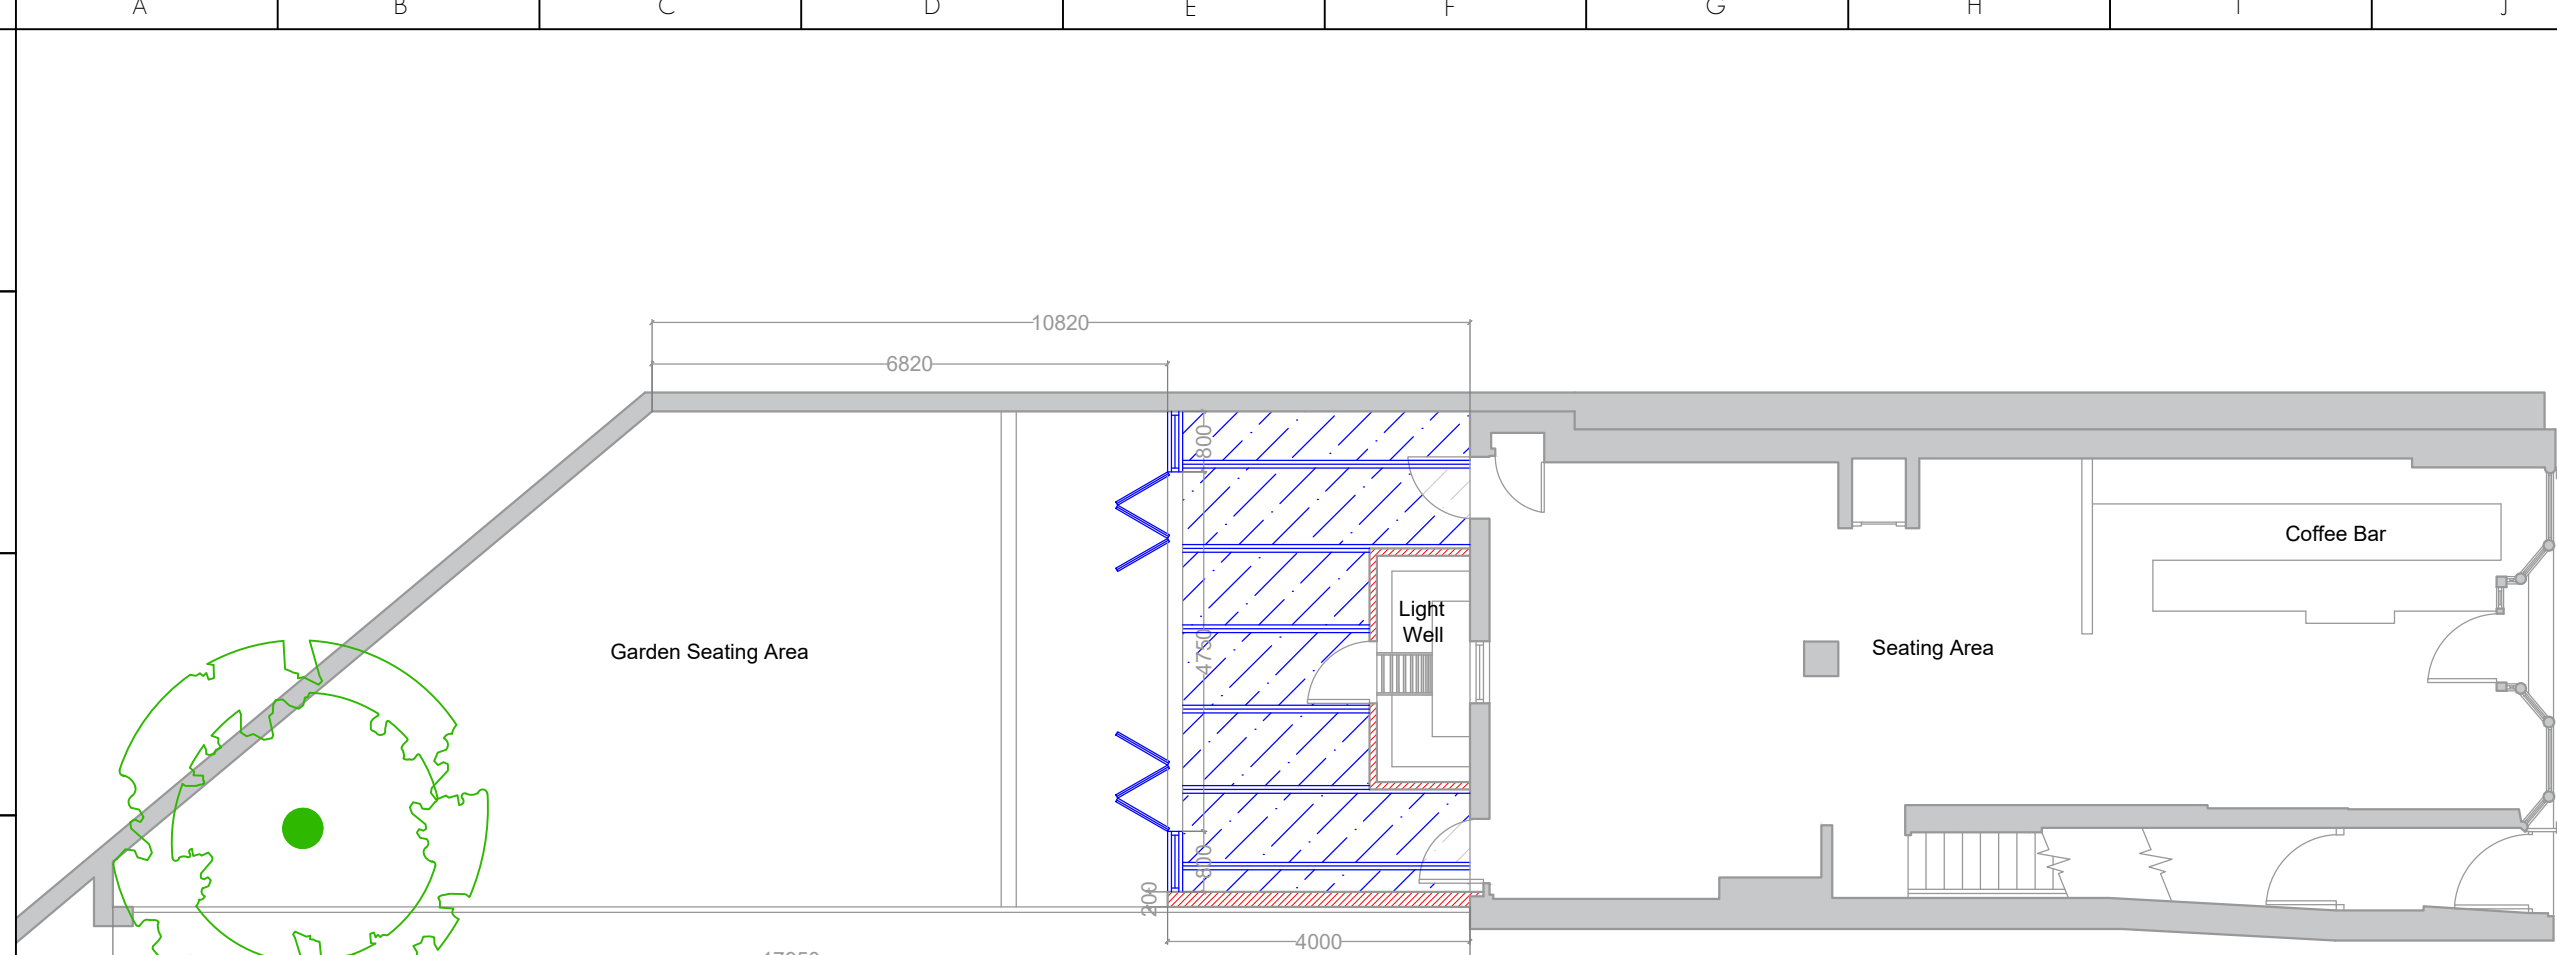 A B C D E F G H I J
10820
6820
800
Coffee Bar
Light
Well
4750
Garden Seating Area
Seating Area
800
200
4000